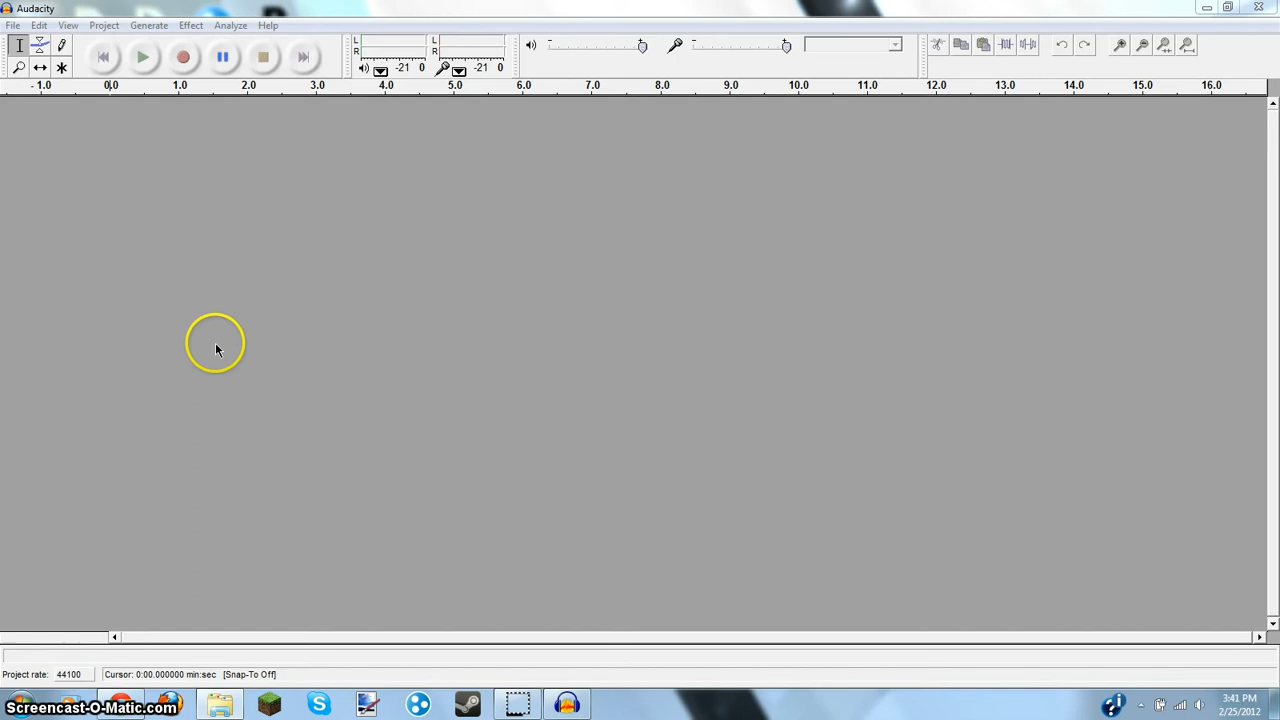 Audacity
File Edit View Project Generate Effect Analyze Help
L R L R
-21 0 -21 0
- + - +
- 1.0 0.0 1.0 2.0 3.0 4.0 5.0 6.0 7.0 8.0 9.0 10.0 11.0 12.0 13.0 14.0 15.0 16.0
Project rate: 44100 Cursor: 0:00.000000 min:sec [Snap-To Off]
Screencast-O-Matic.com
3:41 PM
2/25/2012